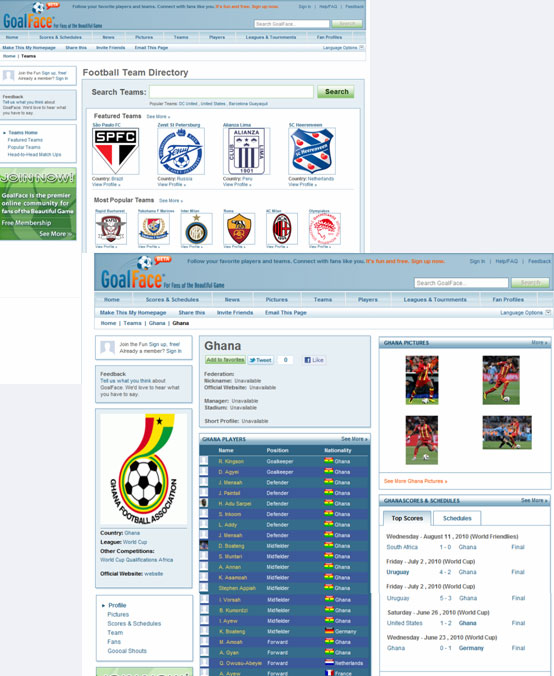 GoalFace BETA
For Fans of the Beautiful Game
Follow your favorite players and teams. Connect with fans like you. It's fun and free. Sign up now.
Sign In | Help/FAQ | Feedback
Search GoalFace... Search
Home Scores & Schedules News Pictures Teams Players Leagues & Tournments Fan Profiles
Make This My Homepage Share this Invite Friends Email This Page Language Options
Home | Teams
Join the Fun Sign up, free!
Already a member? Sign In
Feedback
Tell us what you think about
GoalFace. We'd love to hear what
you have to say.
Teams Home
Featured Teams
Popular Teams
Head-to-Head Match Ups
JOIN NOW!
GoalFace is the premier
online community for
fans of the Beautiful Game
Free Membership
See More »
Football Team Directory
Search Teams: Search
Popular Teams: DC United , United States , Barcelona Guayaquil
Featured Teams See More »
São Paulo FC Zenit St Petersburg Alianza Lima SC Heerenveen
SPFC
ALIANZA
CLUB LIMA
1901
Country: Brazil Country: Russia Country: Peru Country: Netherlands
View Profile » View Profile » View Profile » View Profile »
Most Popular Teams See More »
Rapid Bucuresti Yokohama F. Marinos Inter Milan Roma AC Milan Olympiakos
View Profile » View Profile » View Profile » View Profile » View Profile » View Profile »
GoalFace BETA
For Fans of the Beautiful Game
Follow your favorite players and teams. Connect with fans like you. It's fun and free. Sign up now.
Sign In | Help/FAQ | Feedback
Search GoalFace... Search
Home Scores & Schedules News Pictures Teams Players Leagues & Tournments Fan Profiles
Make This My Homepage Share this Invite Friends Email This Page Language Options
Home | Teams | Ghana | Ghana
Join the Fun Sign up, free!
Already a member? Sign In
Feedback
Tell us what you think about
GoalFace. We'd love to hear what
you have to say.
GHANA FOOTBALL ASSOCIATION
Country: Ghana
League: World Cup
Other Competitions:
World Cup Qualifications Africa
Official Website: website
Profile
Pictures
Scores & Schedules
Team
Fans
Goooal Shouts
Ghana
Add to favorites Tweet 0 Like
Federation:
Nickname: Unavailable
Official Website: Unavailable
Manager: Unavailable
Stadium: Unavailable
Short Profile: Unavailable
GHANA PLAYERS See More »
Name Position Nationality
R. Kingson Goalkeeper Ghana
D. Agyei Goalkeeper Ghana
J. Mensah Defender Ghana
J. Paintsil Defender Ghana
H. Adu Sarpei Defender Ghana
S. Inkoom Defender Ghana
L. Addy Defender Ghana
J. Mensah Defender Ghana
D. Boateng Midfielder Ghana
S. Muntari Midfielder Ghana
A. Annan Midfielder Ghana
K. Asamoah Midfielder Ghana
Stephen Appiah Midfielder Ghana
I. Vorsah Midfielder Ghana
B. Kumordzi Midfielder Ghana
I. Ayew Midfielder Ghana
K. Boateng Midfielder Germany
M. Amoah Forward Ghana
A. Gyan Forward Ghana
Q. Owusu-Abeyie Forward Netherlands
A. Ayew Forward France
GHANA PICTURES More »
See More Ghana Pictures »
GHANASCORES & SCHEDULES More »
Top Scores Schedules
Wednesday - August 11 , 2010 (World Friendlies)
South Africa 1 - 0 Ghana Final
Friday - July 2 , 2010 (World Cup)
Uruguay 4 - 2 Ghana Final
Friday - July 2 , 2010 (World Cup)
Uruguay 5 - 3 Ghana Final
Saturday - June 26 , 2010 (World Cup)
United States 1 - 2 Ghana Final
Wednesday - June 23 , 2010 (World Cup)
Ghana 0 - 1 Germany Final